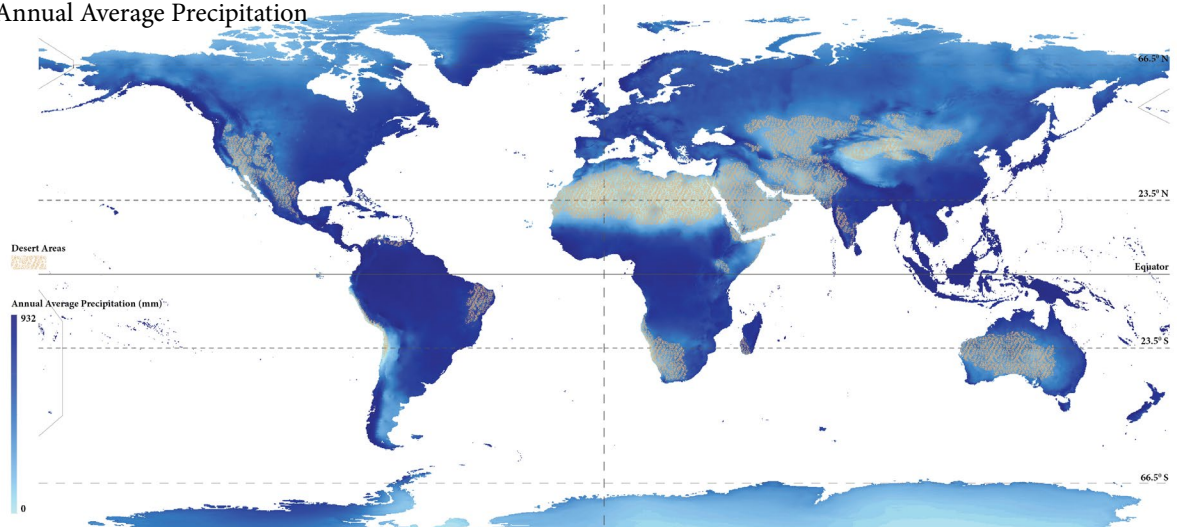 Annual Average Precipitation
66.5° N
23.5° N
Desert Areas
Equator
Annual Average Precipitation (mm)
932
23.5° S
66.5° S
0